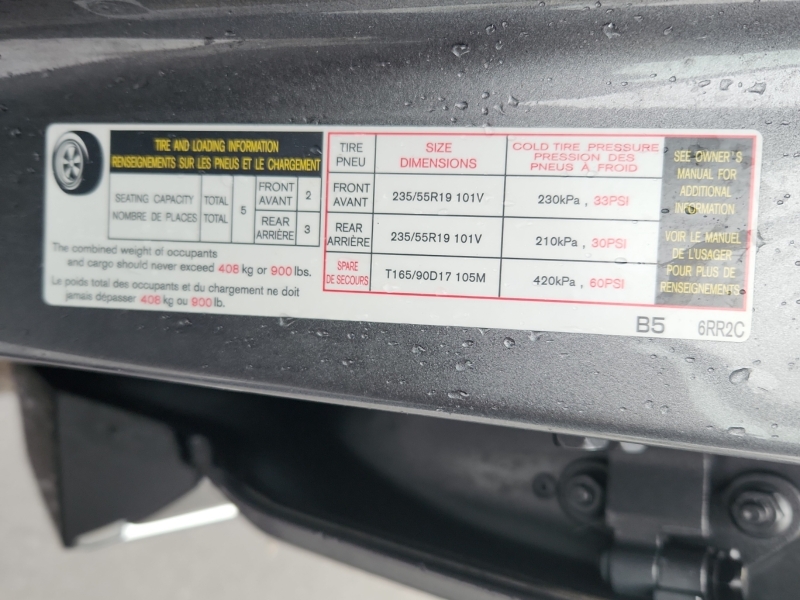 TIRE AND LOADING INFORMATION
RENSEIGNEMENTS SUR LES PNEUS ET LE CHARGEMENT
SEATING CAPACITY TOTAL 5 FRONT 2
NOMBRE DE PLACES TOTAL AVANT
REAR 3
ARRIÈRE
The combined weight of occupants
and cargo should never exceed 408 kg or 900 lbs.
Le poids total des occupants et du chargement ne doit
jamais dépasser 408 kg ou 900 lb.
TIRE SIZE COLD TIRE PRESSURE
PNEU DIMENSIONS PRESSION DES
PNEUS À FROID
FRONT 235/55R19 101V 230kPa , 33PSI
AVANT
REAR 235/55R19 101V 210kPa , 30PSI
ARRIÈRE
SPARE T165/90D17 105M 420kPa , 60PSI
DE SECOURS
SEE OWNER'S
MANUAL FOR
ADDITIONAL
INFORMATION
VOIR LE MANUEL
DE L'USAGER
POUR PLUS DE
RENSEIGNEMENTS
B5 6RR2C